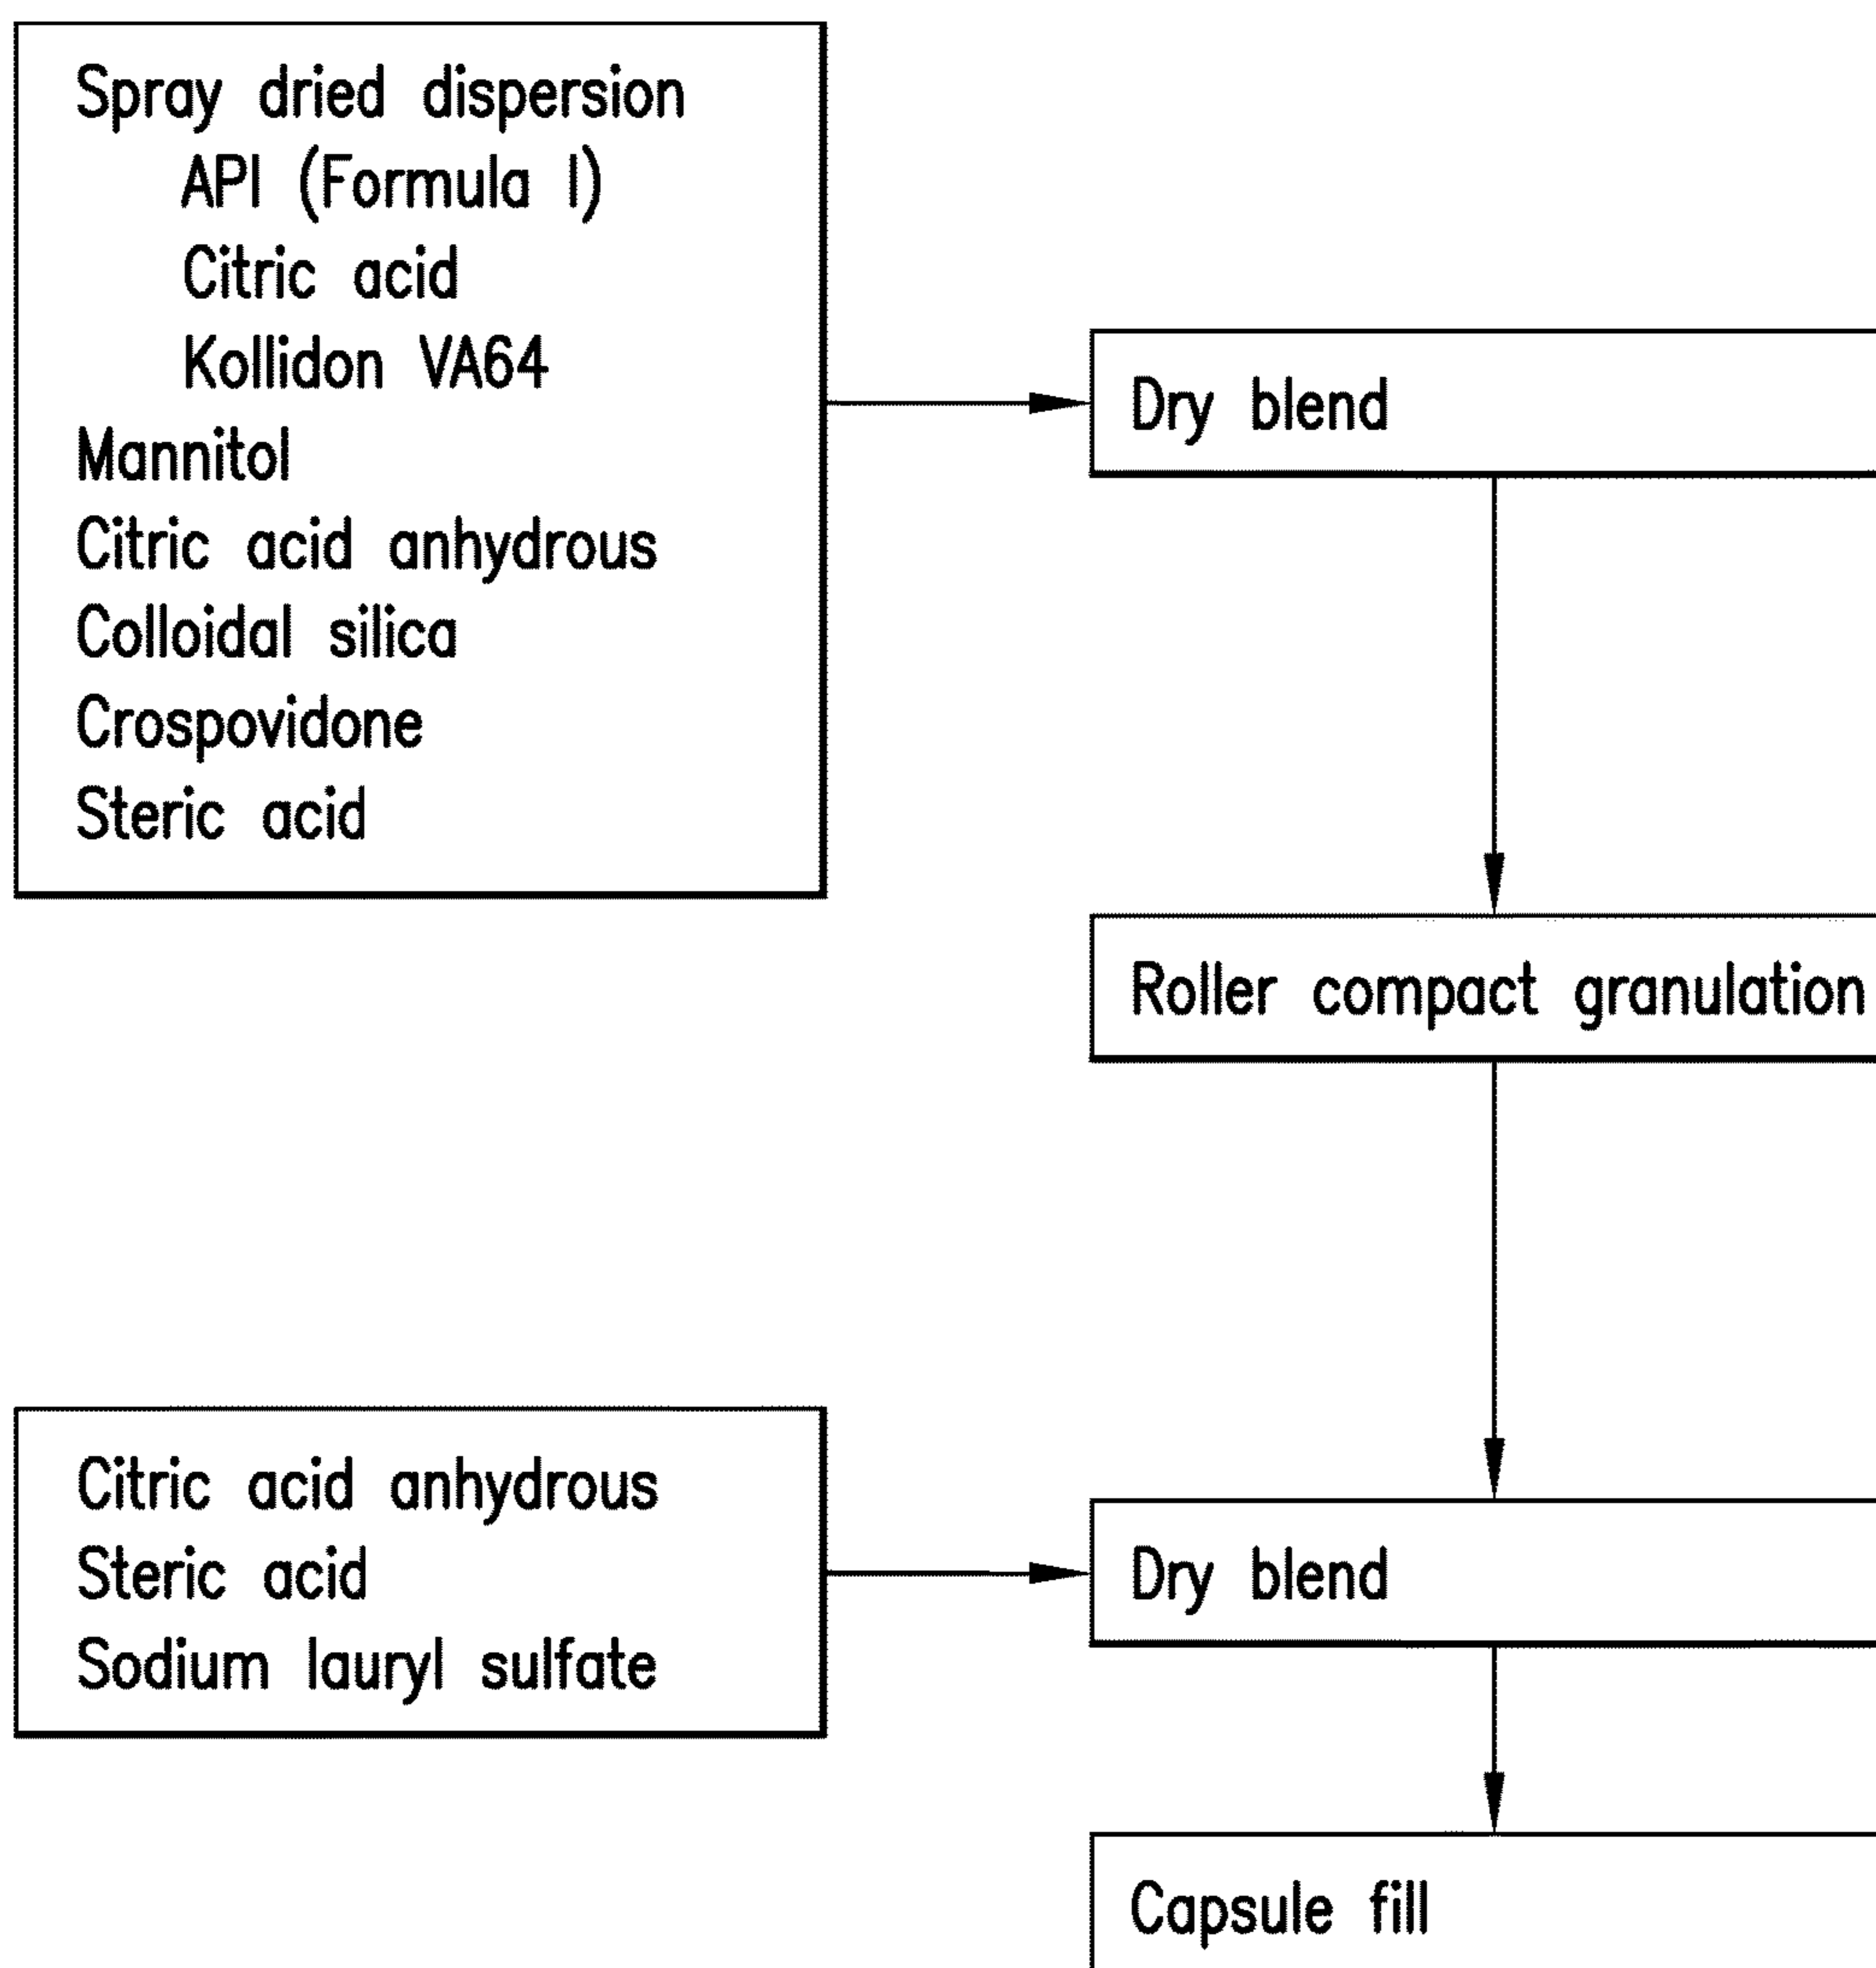 Spray dried dispersion
API (Formula I)
Citric acid
Kollidon VA64
Mannitol
Citric acid anhydrous
Colloidal silica
Crospovidone
Steric acid
Dry blend
Roller compact granulation
Citric acid anhydrous
Steric acid
Sodium lauryl sulfate
Dry blend
Capsule fill